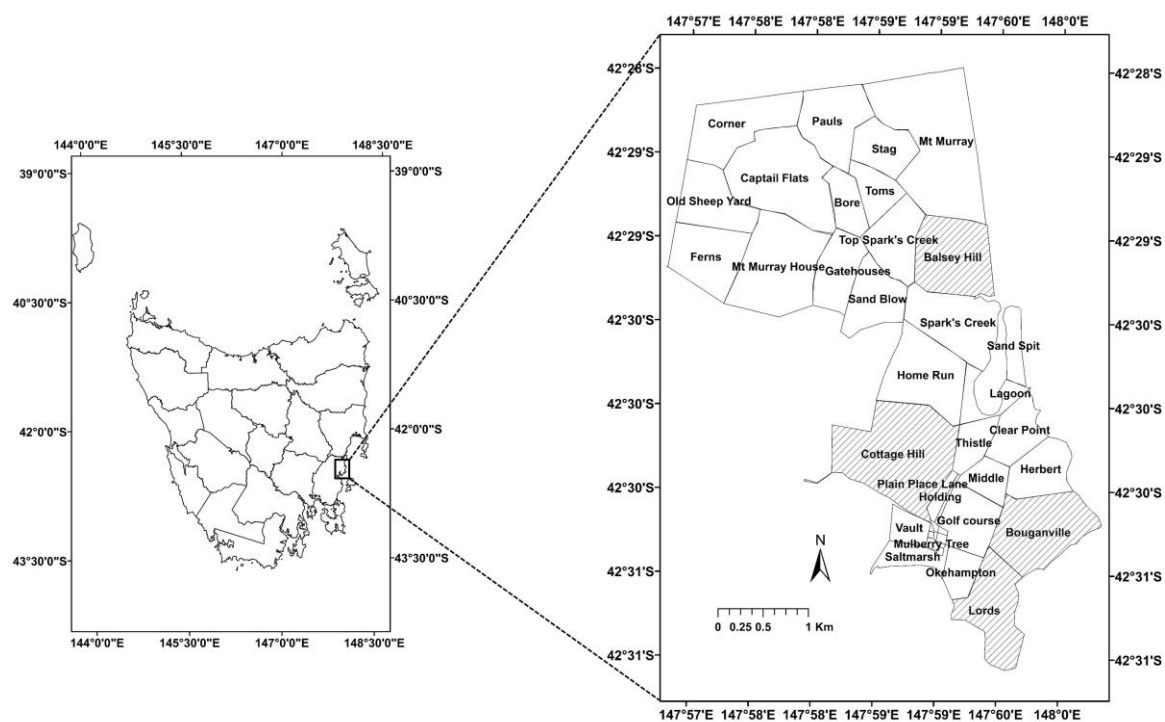 144°0'0"E 145°30'0"E 147°0'0"E 148°30'0"E
39°0'0"S 39°0'0"S
40°30'0"S 40°30'0"S
42°0'0"S 42°0'0"S
43°30'0"S 43°30'0"S
144°0'0"E 145°30'0"E 147°0'0"E 148°30'0"E
147°57'E 147°58'E 147°58'E 147°59'E 147°59'E 147°60'E 148°0'E
42°28'S 42°28'S
42°29'S 42°29'S
42°29'S 42°29'S
42°30'S 42°30'S
42°30'S 42°30'S
42°30'S 42°30'S
42°31'S 42°31'S
42°31'S 42°31'S
Corner
Pauls
Mt Murray
Stag
Captail Flats
Toms
Old Sheep Yard
Bore
Top Spark's Creek
Ferns
Balsey Hill
Mt Murray House
Gatehouses
Sand Blow
Spark's Creek
Sand Spit
Home Run
Lagoon
Clear Point
Thistle
Cottage Hill
Herbert
Middle
Plain Place Lane
Holding
Golf course
Vault
Bouganville
Mulberry Tree
Saltmarsh
Okehampton
Lords
N
0 0.25 0.5 1 Km
147°57'E 147°58'E 147°58'E 147°59'E 147°59'E 147°60'E 148°0'E